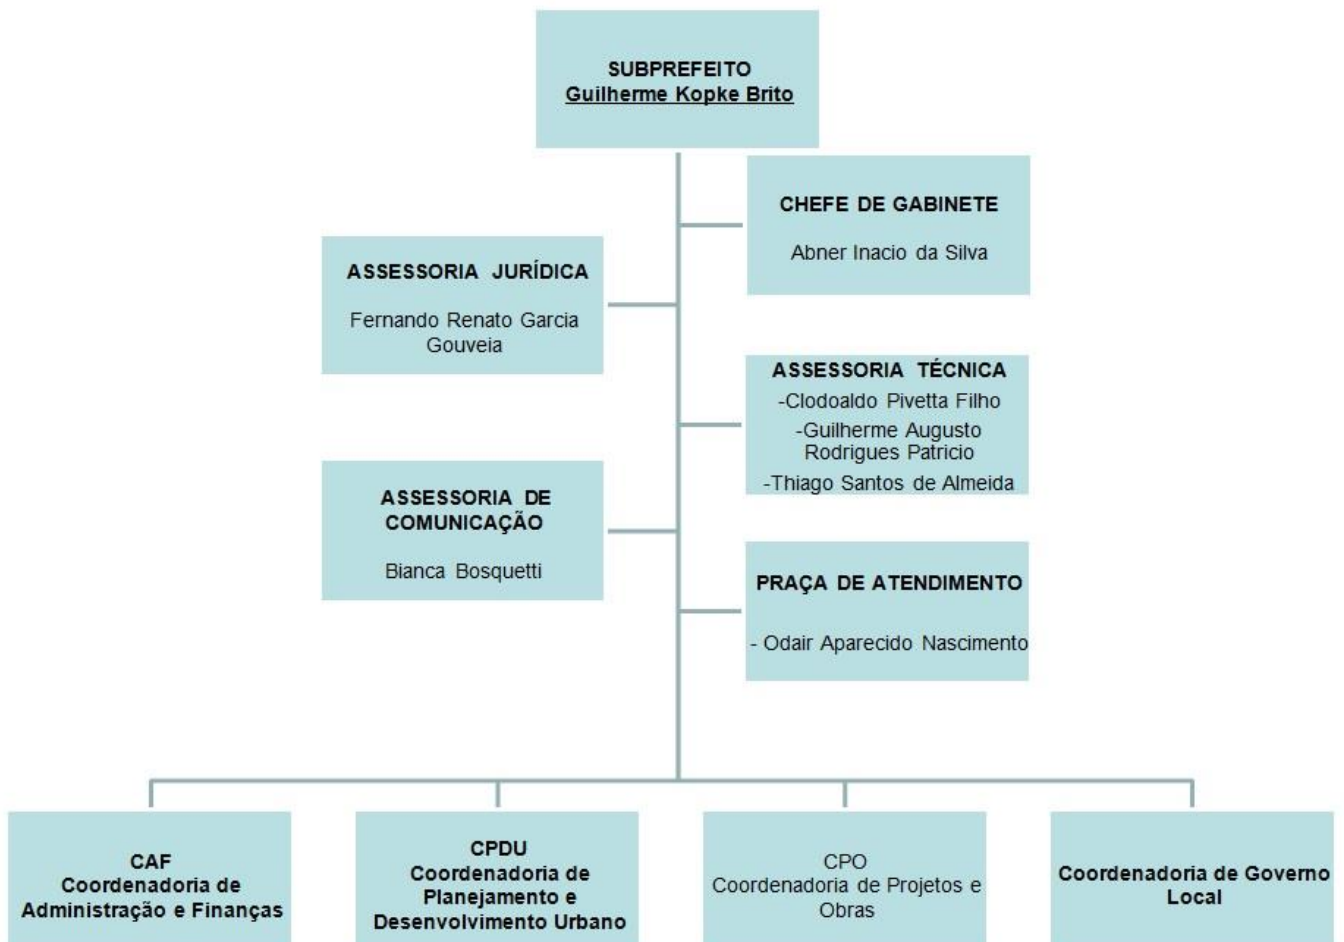 SUBPREFEITO
Guilherme Kopke Brito
CHEFE DE GABINETE
Abner Inacio da Silva
ASSESSORIA JURÍDICA
Fernando Renato Garcia
Gouveia
ASSESSORIA TÉCNICA
-Clodoaldo Pivetta Filho
-Guilherme Augusto
Rodrigues Patricio
-Thiago Santos de Almeida
ASSESSORIA DE
COMUNICAÇÃO
Bianca Bosquetti
PRAÇA DE ATENDIMENTO
- Odair Aparecido Nascimento
CAF
Coordenadoria de
Administração e Finanças
CPDU
Coordenadoria de
Planejamento e
Desenvolvimento Urbano
CPO
Coordenadoria de Projetos e
Obras
Coordenadoria de Governo
Local